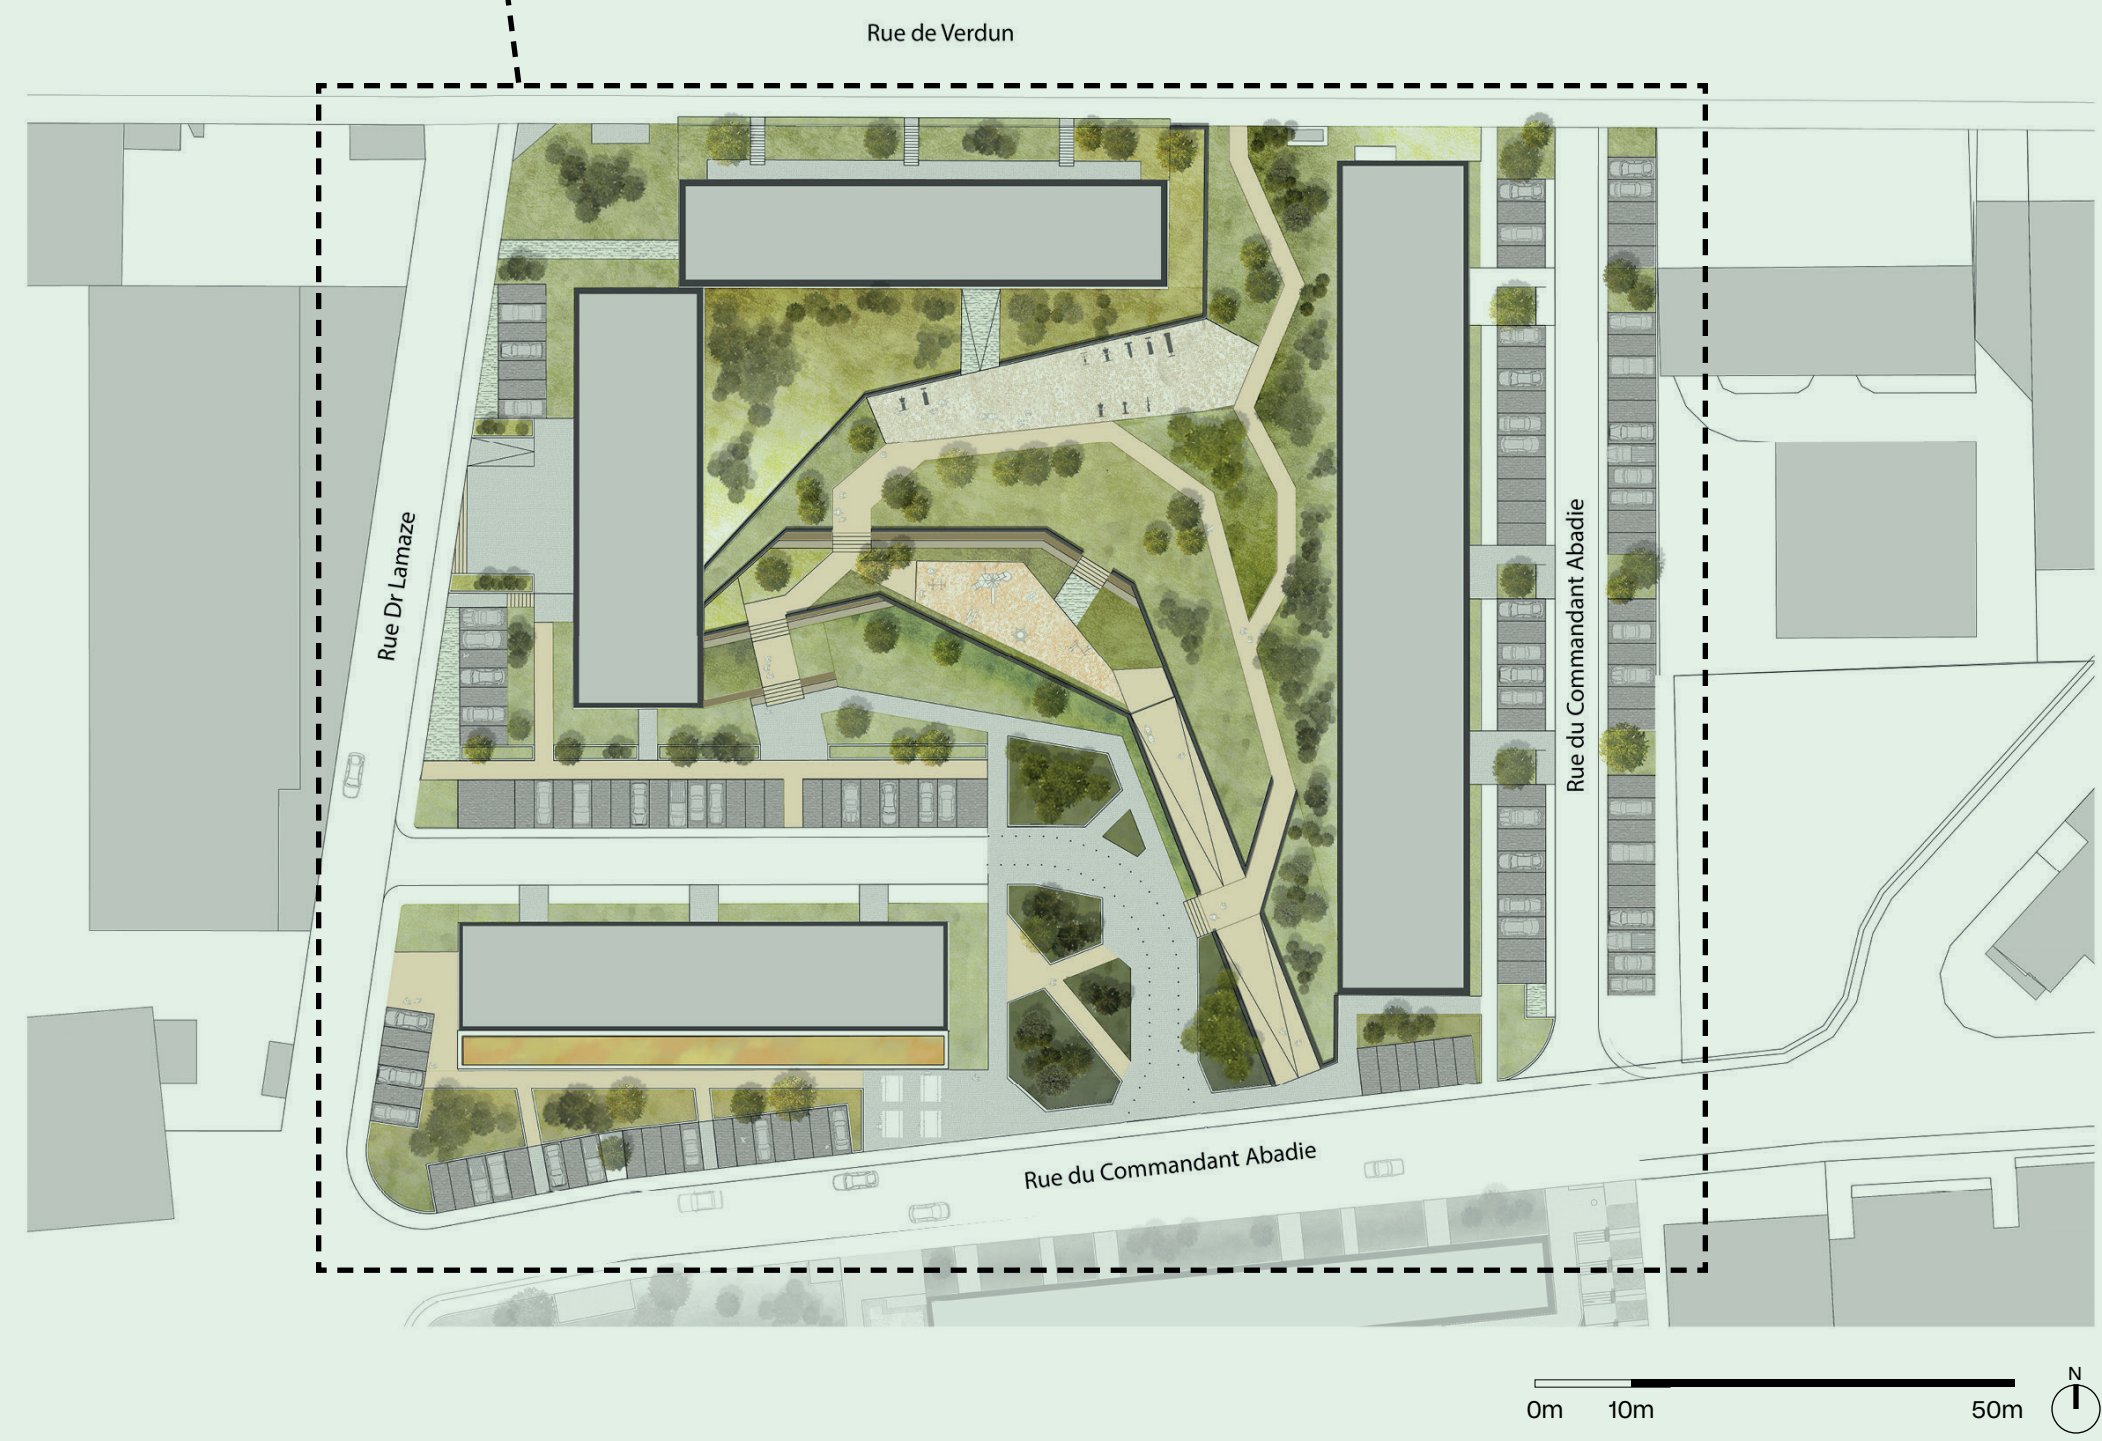 Rue de Verdun
Rue Dr Lamaze
Rue du Commandant Abadie
Rue du Commandant Abadie
N
0m 10m 50m